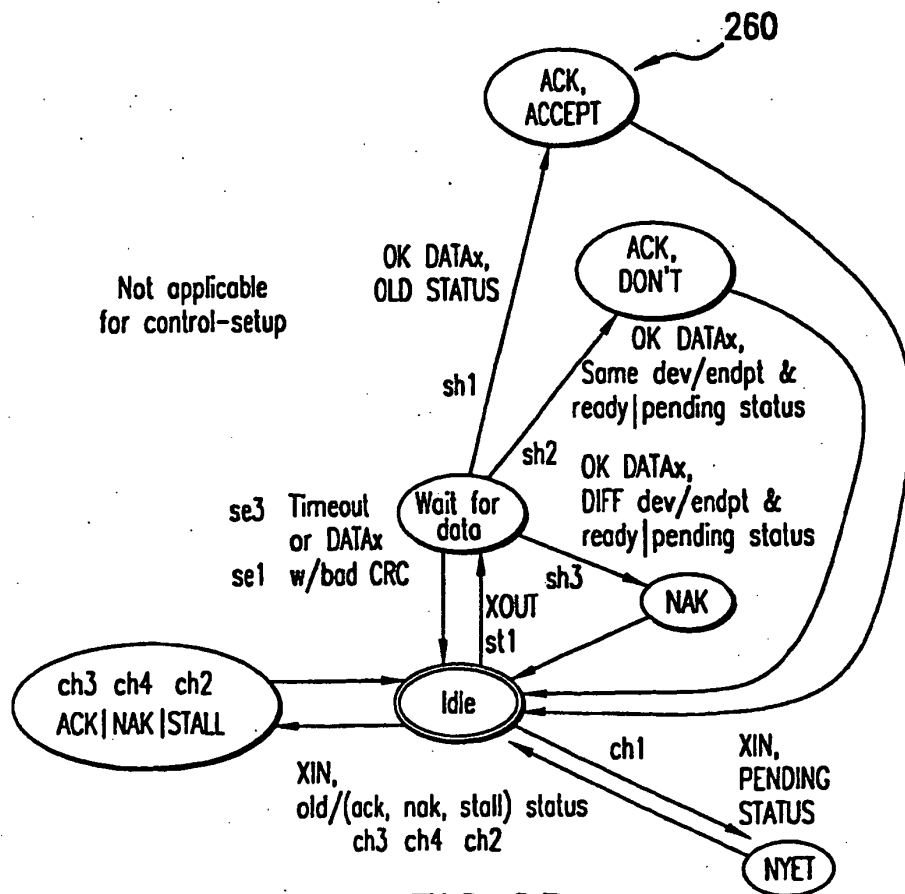 260
ACK,
ACCEPT
OK DATAx,
OLD STATUS
Not applicable
for control-setup
ACK,
DON'T
sh1
OK DATAx,
Same dev/endpt &
ready|pending status
sh2
OK DATAx,
DIFF dev/endpt &
ready|pending status
Wait for
data
se3 Timeout
or DATAx
se1 w/bad CRC
sh3
NAK
XOUT
st1
Idle
ch3 ch4 ch2
ACK|NAK|STALL
ch1
XIN,
PENDING
STATUS
XIN,
old/(ack, nak, stall) status
ch3 ch4 ch2
NYET